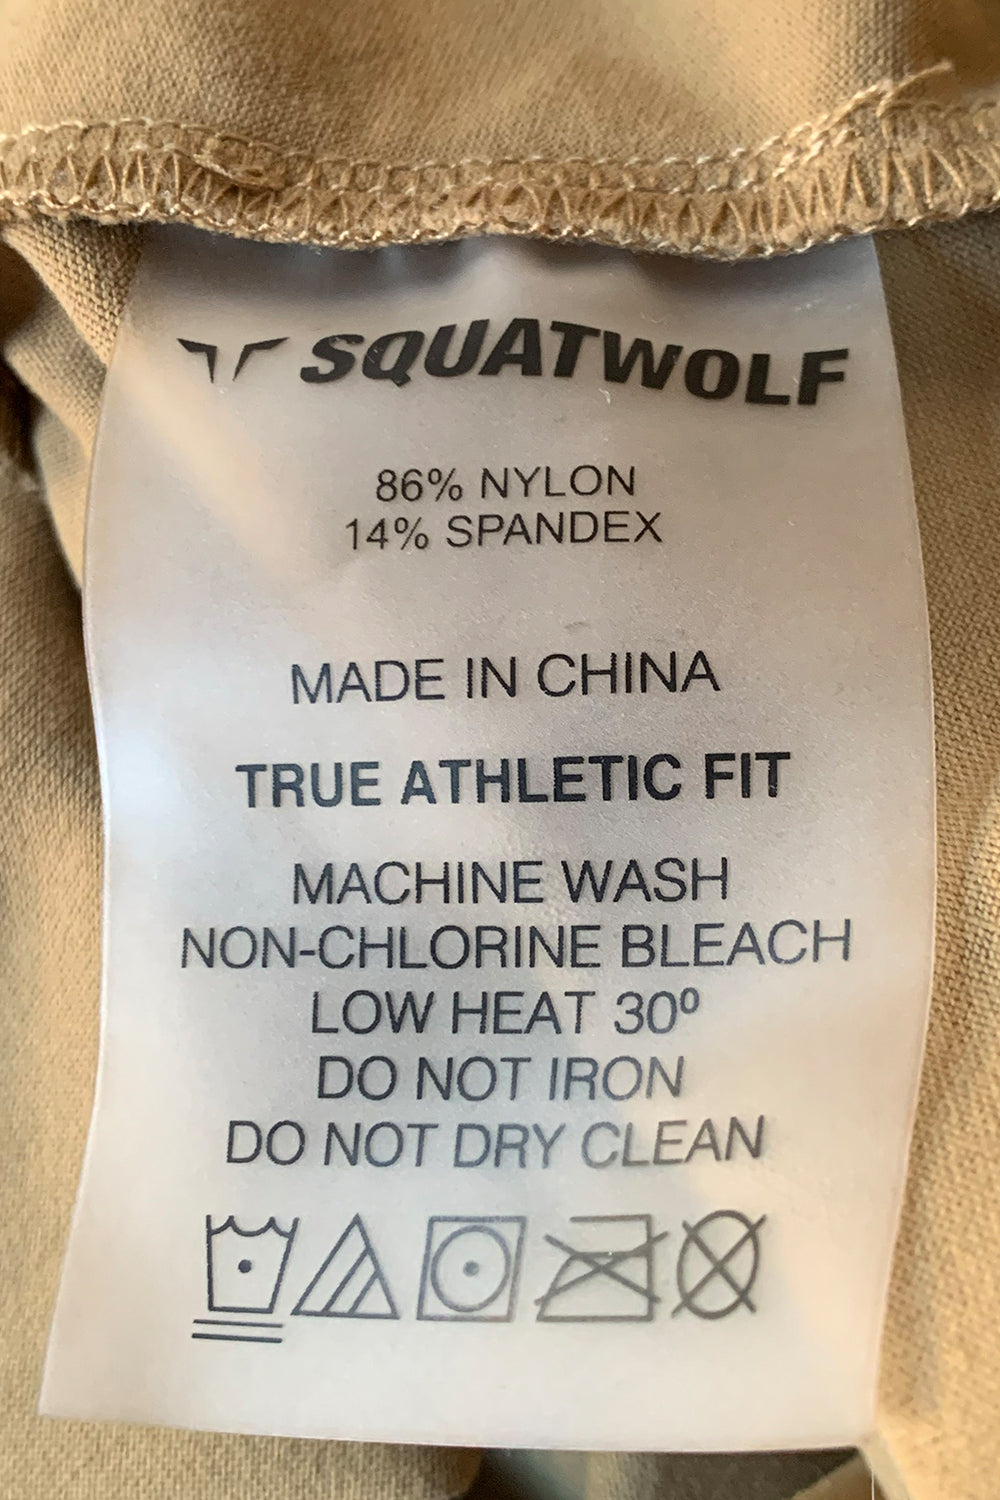 SQUATWOLF
86% NYLON
14% SPANDEX
MADE IN CHINA
TRUE ATHLETIC FIT
MACHINE WASH
NON-CHLORINE BLEACH
LOW HEAT 30º
DO NOT IRON
DO NOT DRY CLEAN